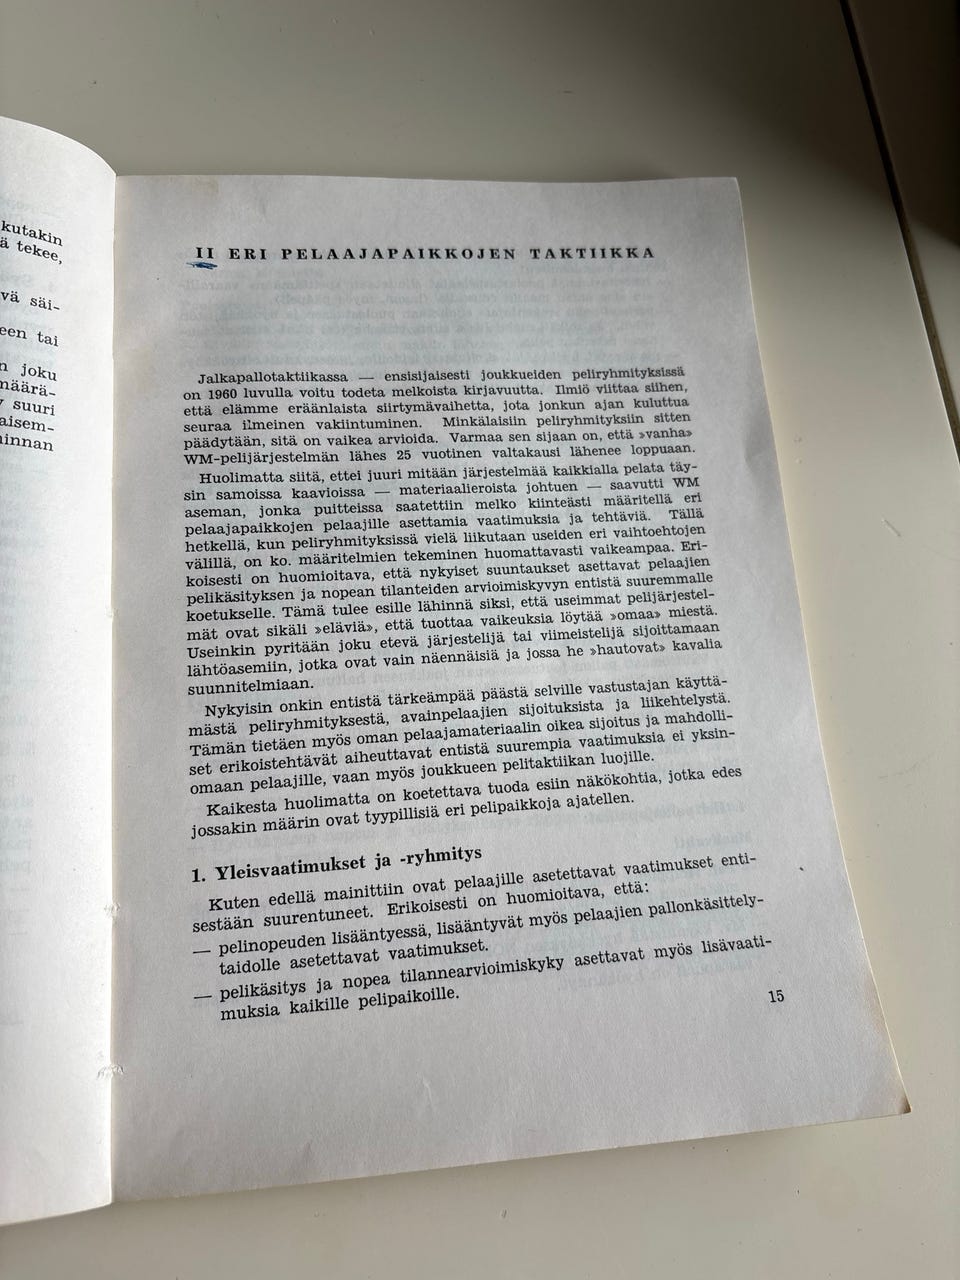 kutakin
ä tekee,
vä säi-
een tai
n joku
määrä-
suuri
aisem-
innan
II ERI PELAAJAPAIKKOJEN TAKTIIKKA
Jalkapallotaktiikassa — ensisijaisesti joukkueiden peliryhmityksissä
on 1960 luvulla voitu todeta melkoista kirjavuutta. Ilmiö viittaa siihen,
että elämme eräänlaista siirtymävaihetta, jota jonkun ajan kuluttua
seuraa ilmeinen vakiintuminen. Minkälaisiin peliryhmityksiin sitten
päädytään, sitä on vaikea arvioida. Varmaa sen sijaan on, että »vanha»
WM-pelijärjestelmän lähes 25 vuotinen valtakausi lähenee loppuaan.
Huolimatta siitä, ettei juuri mitään järjestelmää kaikkialla pelata täy-
sin samoissa kaavioissa — materiaalieroista johtuen — saavutti WM
aseman, jonka puitteissa saatettiin melko kiinteästi määritellä eri
pelaajapaikkojen pelaajille asettamia vaatimuksia ja tehtäviä. Tällä
hetkellä, kun peliryhmityksissä vielä liikutaan useiden eri vaihtoehtojen
välillä, on ko. määritelmien tekeminen huomattavasti vaikeampaa. Eri-
koisesti on huomioitava, että nykyiset suuntaukset asettavat pelaajien
pelikäsityksen ja nopean tilanteiden arvioimiskyvyn entistä suuremmalle
koetukselle. Tämä tulee esille lähinnä siksi, että useimmat pelijärjestel-
mät ovat sikäli »eläviä», että tuottaa vaikeuksia löytää »omaa» miestä.
Useinkin pyritään joku etevä järjestelijä tai viimeistelijä sijoittamaan
lähtöasemiin, jotka ovat vain näennäisiä ja jossa he »hautovat» kavalia
suunnitelmiaan.
Nykyisin onkin entistä tärkeämpää päästä selville vastustajan käyttä-
mästä peliryhmityksestä, avainpelaajien sijoituksista ja liikehtelystä.
Tämän tietäen myös oman pelaajamateriaalin oikea sijoitus ja mahdolli-
set erikoistehtävät aiheuttavat entistä suurempia vaatimuksia ei yksin-
omaan pelaajille, vaan myös joukkueen pelitaktiikan luojille.
Kaikesta huolimatta on koetettava tuoda esiin näkökohtia, jotka edes
jossakin määrin ovat tyypillisiä eri pelipaikkoja ajatellen.
1. Yleisvaatimukset ja -ryhmitys
Kuten edellä mainittiin ovat pelaajille asetettavat vaatimukset enti-
sestään suurentuneet. Erikoisesti on huomioitava, että:
— pelinopeuden lisääntyessä, lisääntyvät myös pelaajien pallonkäsittely-
taidolle asetettavat vaatimukset.
— pelikäsitys ja nopea tilannearvioimiskyky asettavat myös lisävaati-
muksia kaikille pelipaikoille.
15